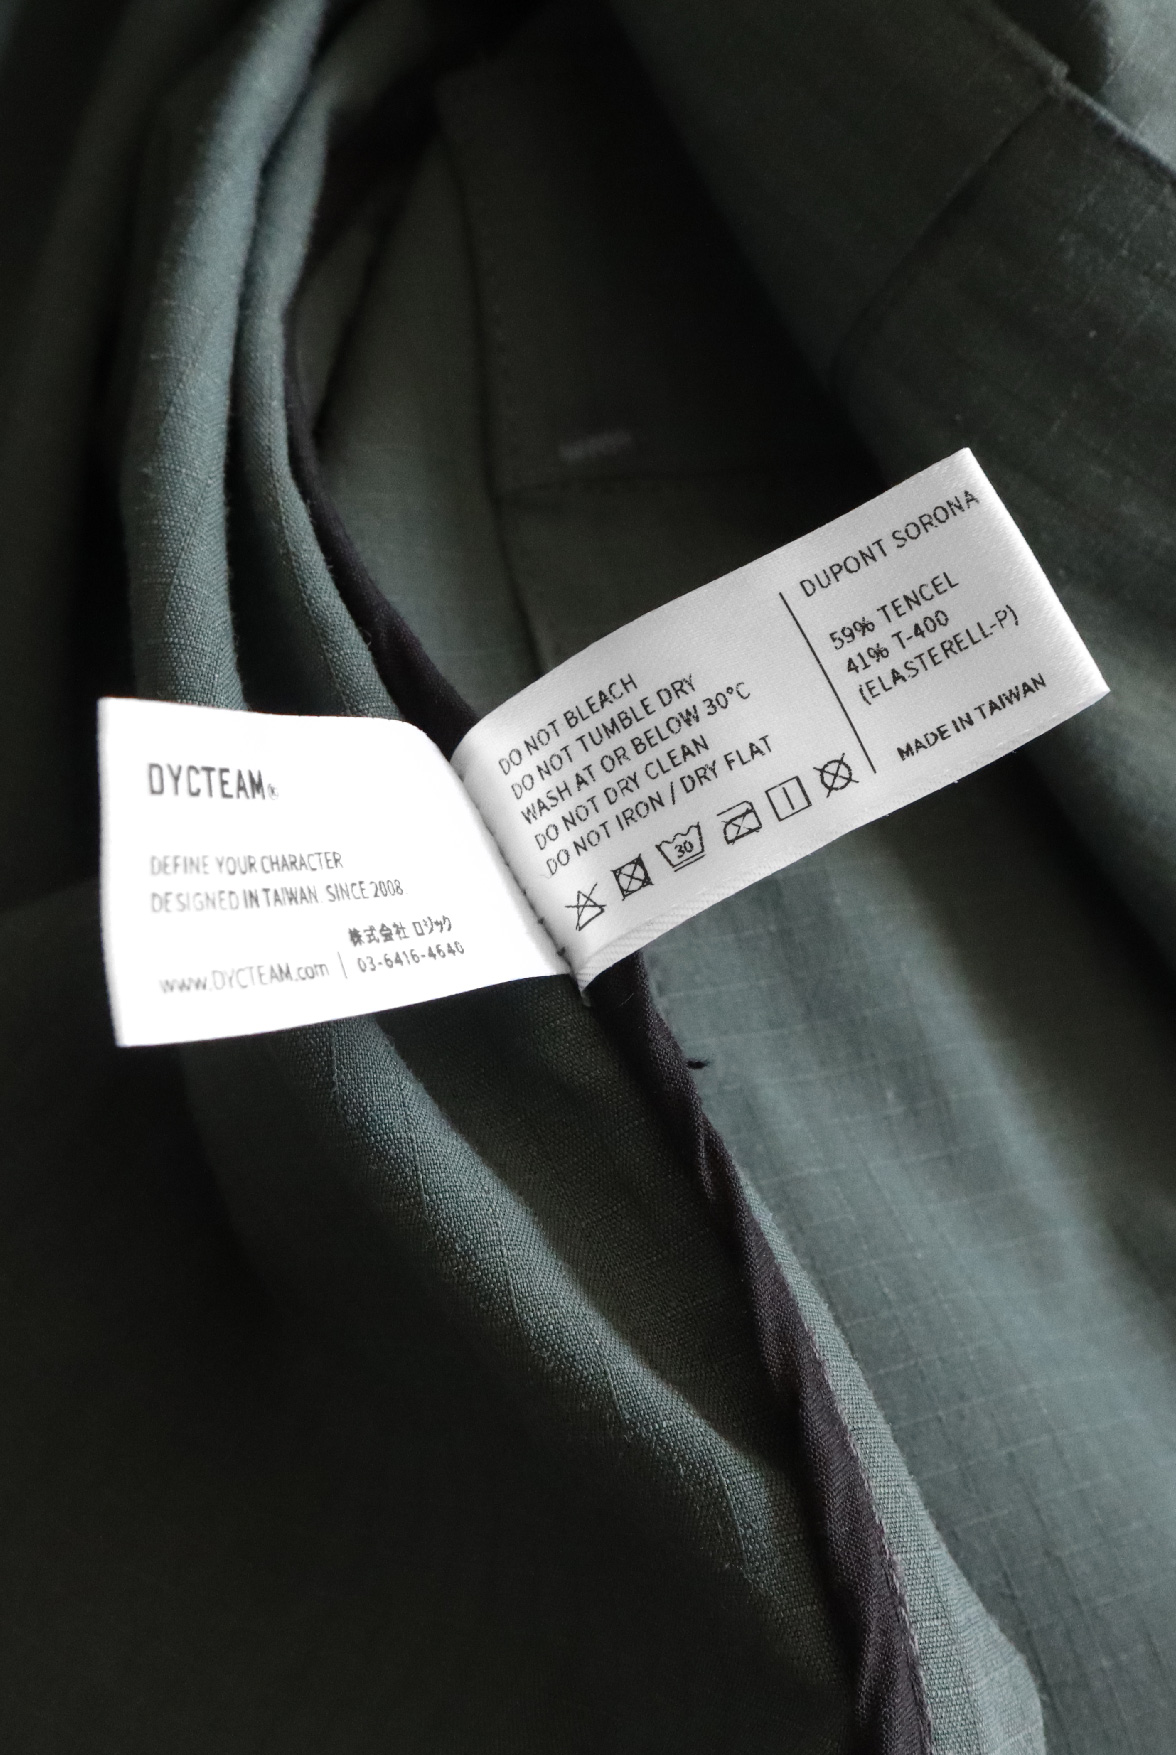 DYCTEAM®
DEFINE YOUR CHARACTER
DESIGNED IN TAIWAN. SINCE 2008.
株式会社 ロジック
www.DYCTEAM.com | 03-6416-4640
DO NOT BLEACH
DO NOT TUMBLE DRY
WASH AT OR BELOW 30°C
DO NOT DRY CLEAN
DO NOT IRON / DRY FLAT
30
DUPONT SORONA
59% TENCEL
41% T-400
(ELASTERELL-P)
MADE IN TAIWAN